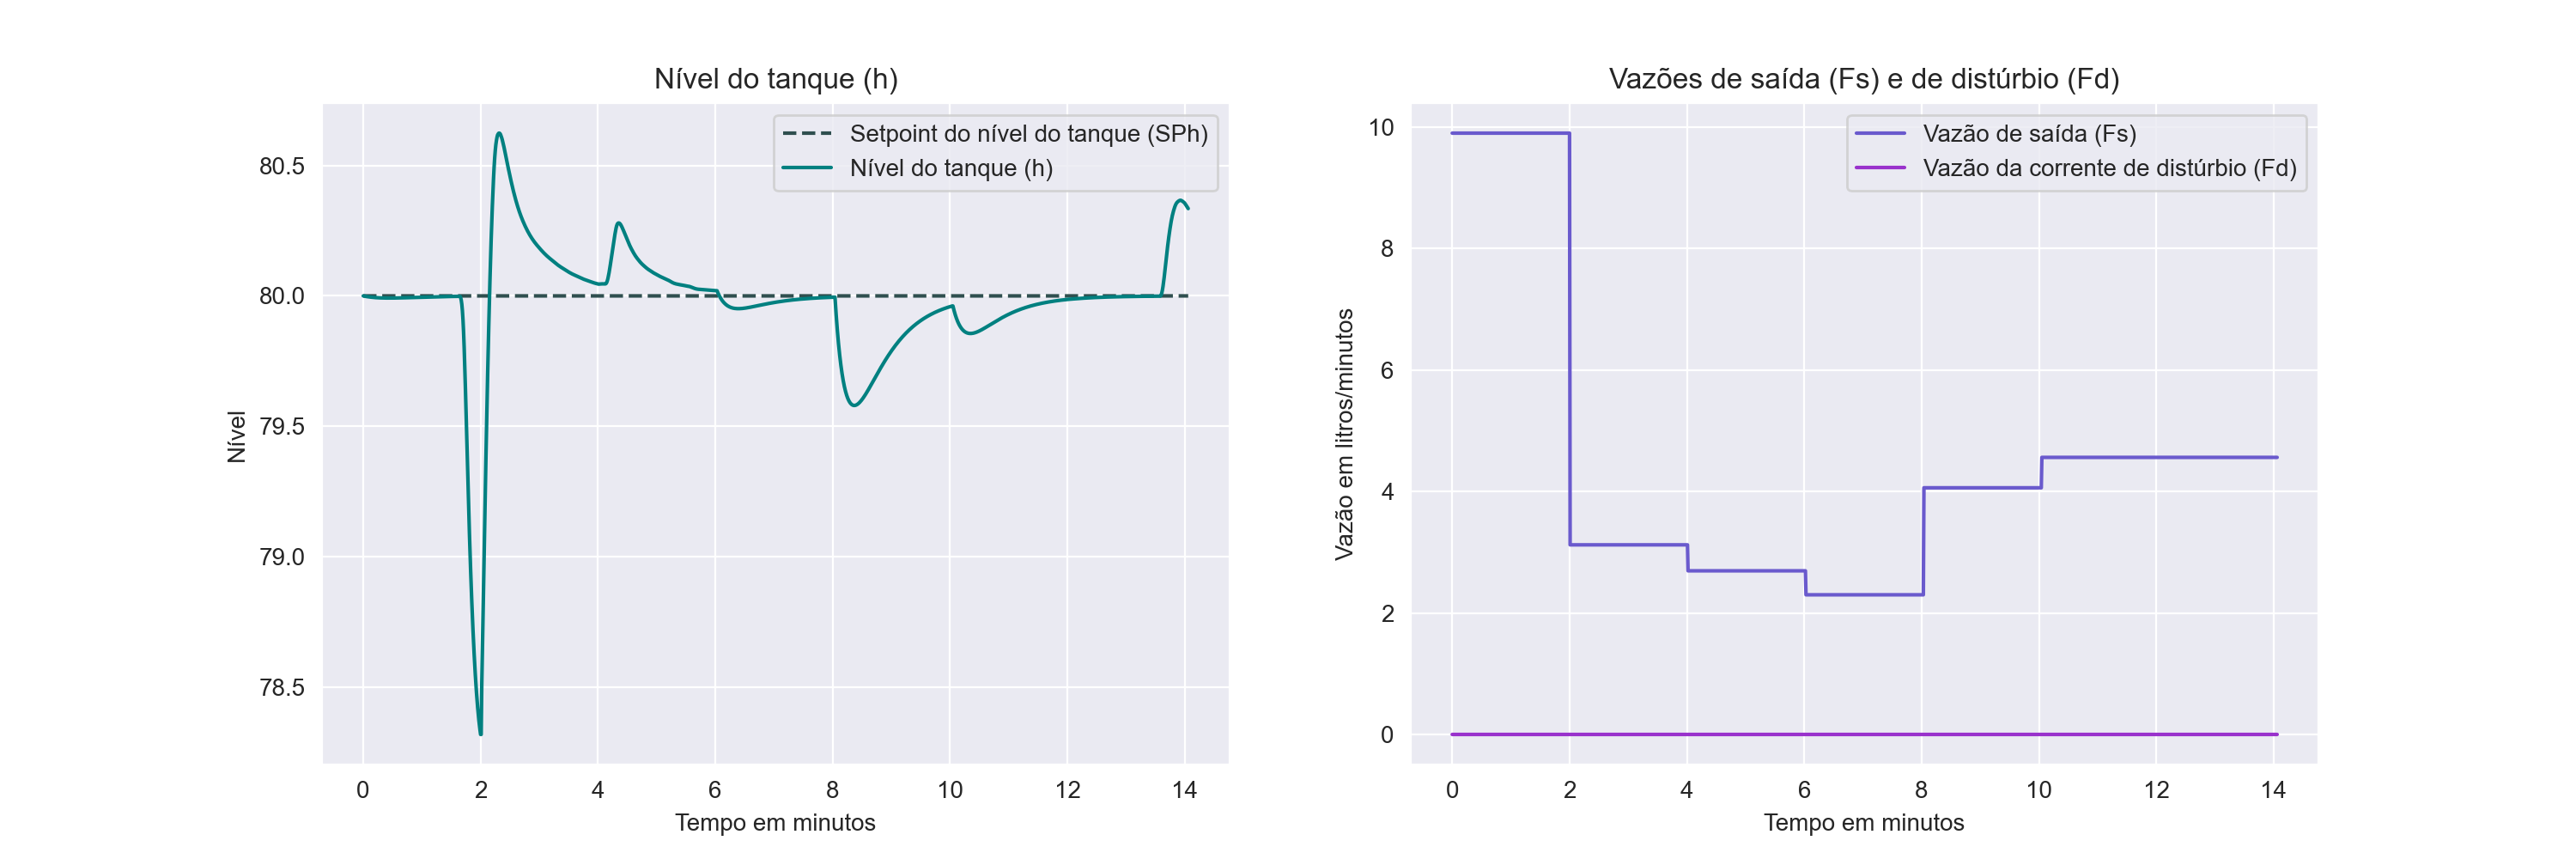 Nível do tanque (h)
Setpoint do nível do tanque (SPh)
Nível do tanque (h)
80.5
80.0
79.5
79.0
78.5
Nível
0 2 4 6 8 10 12 14
Tempo em minutos
Vazões de saída (Fs) e de distúrbio (Fd)
Vazão de saída (Fs)
Vazão da corrente de distúrbio (Fd)
10
8
6
4
2
0
Vazão em litros/minutos
0 2 4 6 8 10 12 14
Tempo em minutos